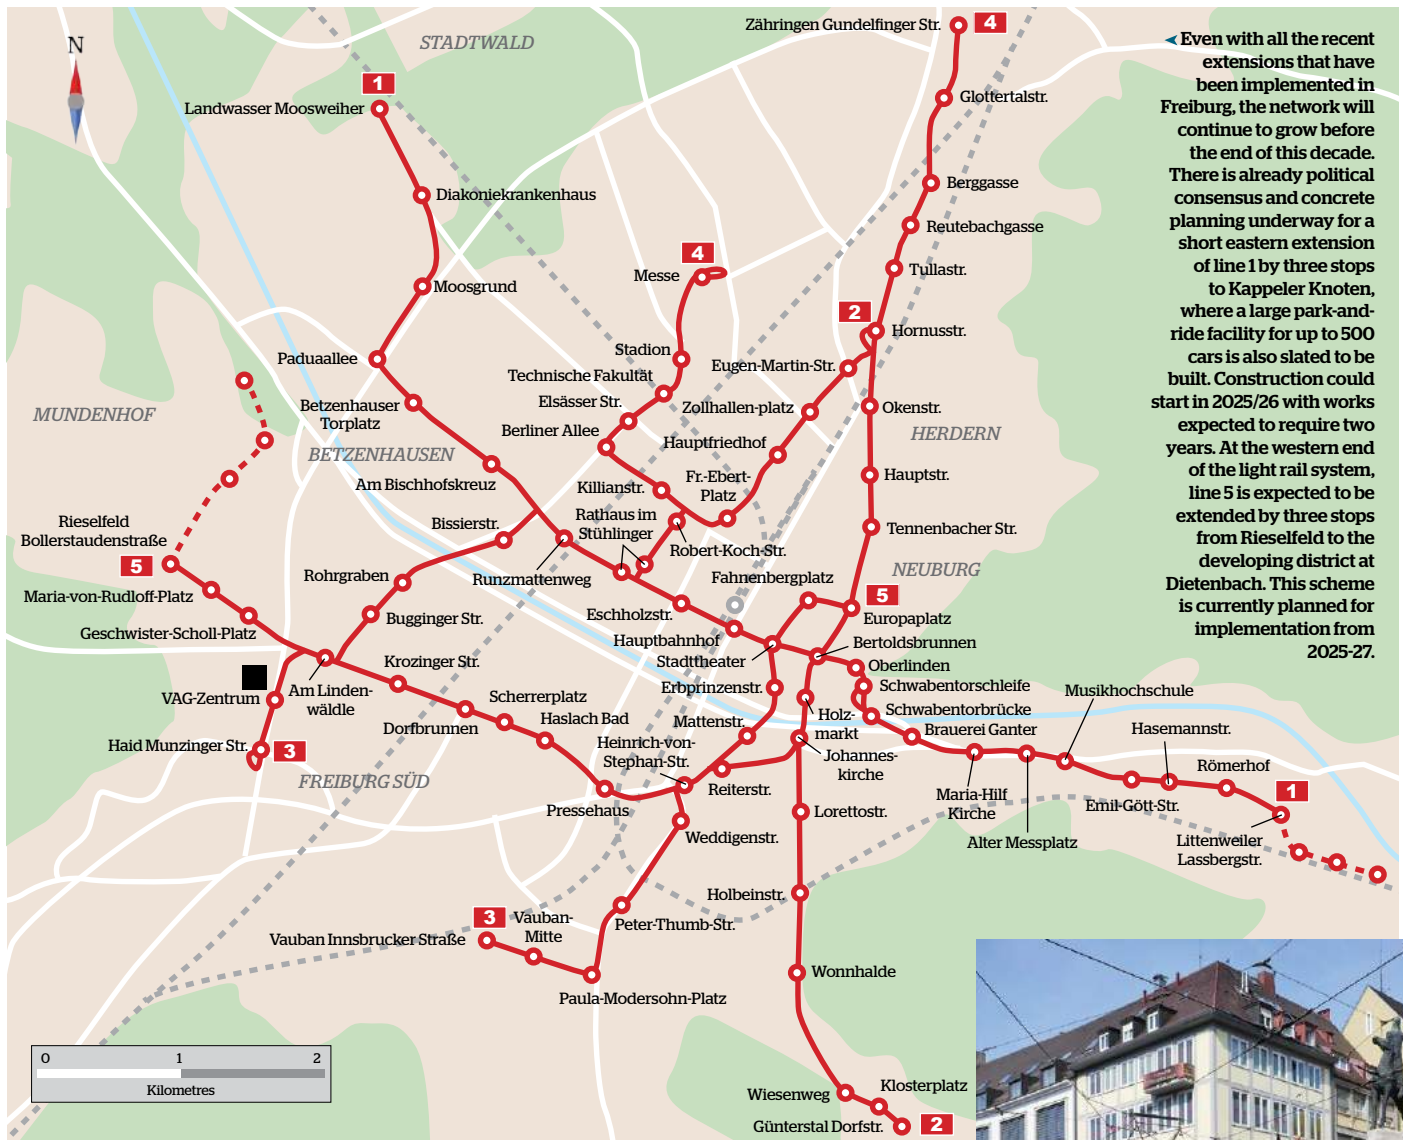 Zähringen Gundelfinger Str. 4
STADTWALD
N
◄ Even with all the recent
extensions that have
been implemented in
Freiburg, the network will
continue to grow before
the end of this decade.
There is already political
consensus and concrete
planning underway for a
short eastern extension
of line 1 by three stops
to Kappeler Knoten,
where a large park-and-
ride facility for up to 500
cars is also slated to be
built. Construction could
start in 2025/26 with works
expected to require two
years. At the western end
of the light rail system,
line 5 is expected to be
extended by three stops
from Rieselfeld to the
developing district at
Dietenbach. This scheme
is currently planned for
implementation from
2025-27.
1
Landwasser Moosweiher
Glottertalstr.
Diakoniekrankenhaus
Berggasse
Reutebachgasse
4
Messe
Tullastr.
Moosgrund
2
Hornusstr.
Paduaallee
Stadion
Eugen-Martin-Str.
Technische Fakultät
Betzenhauser
Torplatz
Elsässer Str.
Zollhallen-platz
Okenstr.
MUNDENHOF
Berliner Allee
Hauptfriedhof
HERDERN
BETZENHAUSEN
Am Bischhofskreuz
Killianstr.
Fr.-Ebert-
Platz
Hauptstr.
Rieselfeld
Bollerstaudenstraße
Bissierstr.
Rathaus im
Stühlinger
Robert-Koch-Str.
Tennenbacher Str.
5
Rohrgraben
Runzmattenweg
Fahnenbergplatz
NEUBURG
Maria-von-Rudloff-Platz
5
Bugginger Str.
Eschholzstr.
Europaplatz
Geschwister-Scholl-Platz
Hauptbahnhof
Bertoldsbrunnen
Krozinger Str.
Stadttheater
Oberlinden
VAG-Zentrum
Am Linden-
wäldle
Scherrerplatz
Erbprinzenstr.
Schwabentorschleife
Musikhochschule
Dorfbrunnen
Haslach Bad
Mattenstr.
Holz-
markt
Schwabentorbrücke
Haid Munzinger Str. 3
Heinrich-von-
Stephan-Str.
Johannes-
kirche
Brauerei Ganter
Hasemannstr.
FREIBURG SÜD
Römerhof
Pressehaus
Reiterstr.
Maria-Hilf
Kirche
Emil-Gött-Str.
1
Weddigenstr.
Lorettostr.
Alter Messplatz
Littenweiler
Lassbergstr.
Holbeinstr.
3
Vauban-
Mitte
Peter-Thumb-Str.
Vauban Innsbrucker Straße
Wonnhalde
Paula-Modersohn-Platz
0 1 2
Kilometres
Wiesenweg
Klosterplatz
Günterstal Dorfstr. 2